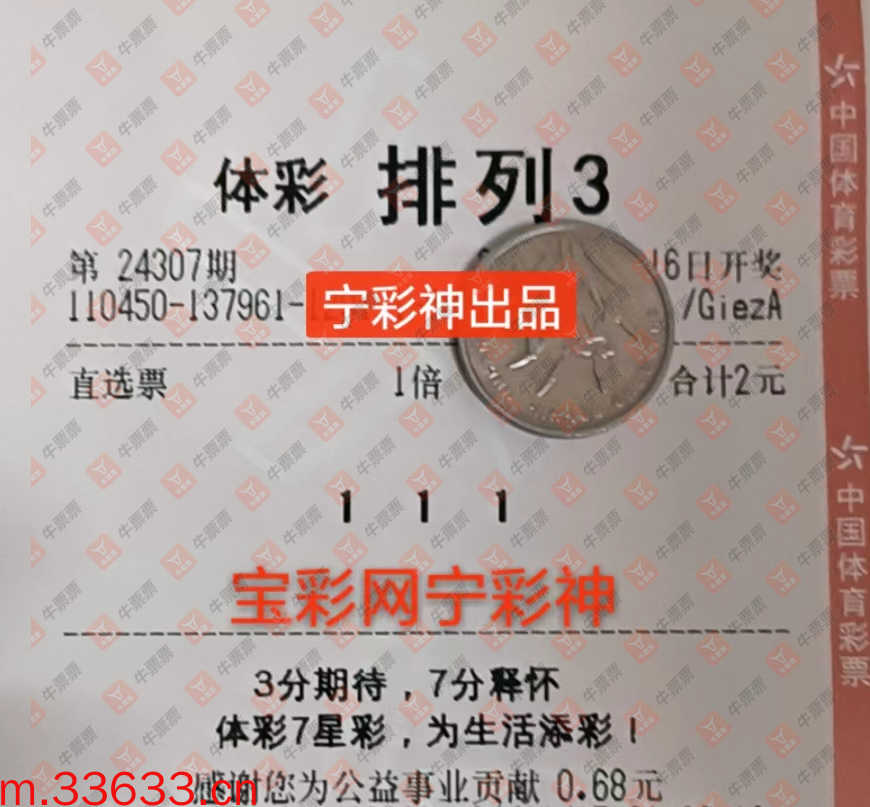 体彩 排列3
第 24307期 16日开奖
110450-137961- /GiezA
宁彩神出品
直选票 1倍 合计2元
1 1 1
宝彩网宁彩神
3分期待，7分释怀
体彩7星彩，为生活添彩！
感谢您为公益事业贡献 0.68元
m.33633.cn
中国体育彩票
中国体育彩票
牛票票